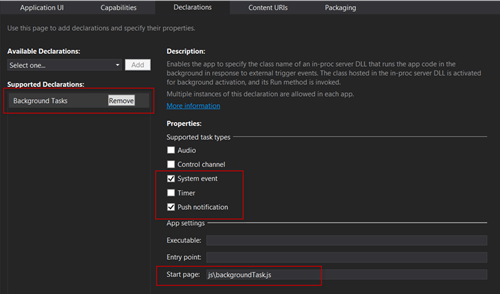 Application UI Capabilities Declarations Content URIs Packaging
Use this page to add declarations and specify their properties.
Available Declarations:
Select one... Add
Supported Declarations:
Background Tasks Remove
Description:
Enables the app to specify the class name of an in-proc server DLL that runs the app code in the
background in response to external trigger events. The class hosted in the in-proc server DLL is activated
for background activation, and its Run method is invoked.
Multiple instances of this declaration are allowed in each app.
More information
Properties:
Supported task types
Audio
Control channel
System event
Timer
Push notification
App settings
Executable:
Entry point:
Start page: js\backgroundTask.js